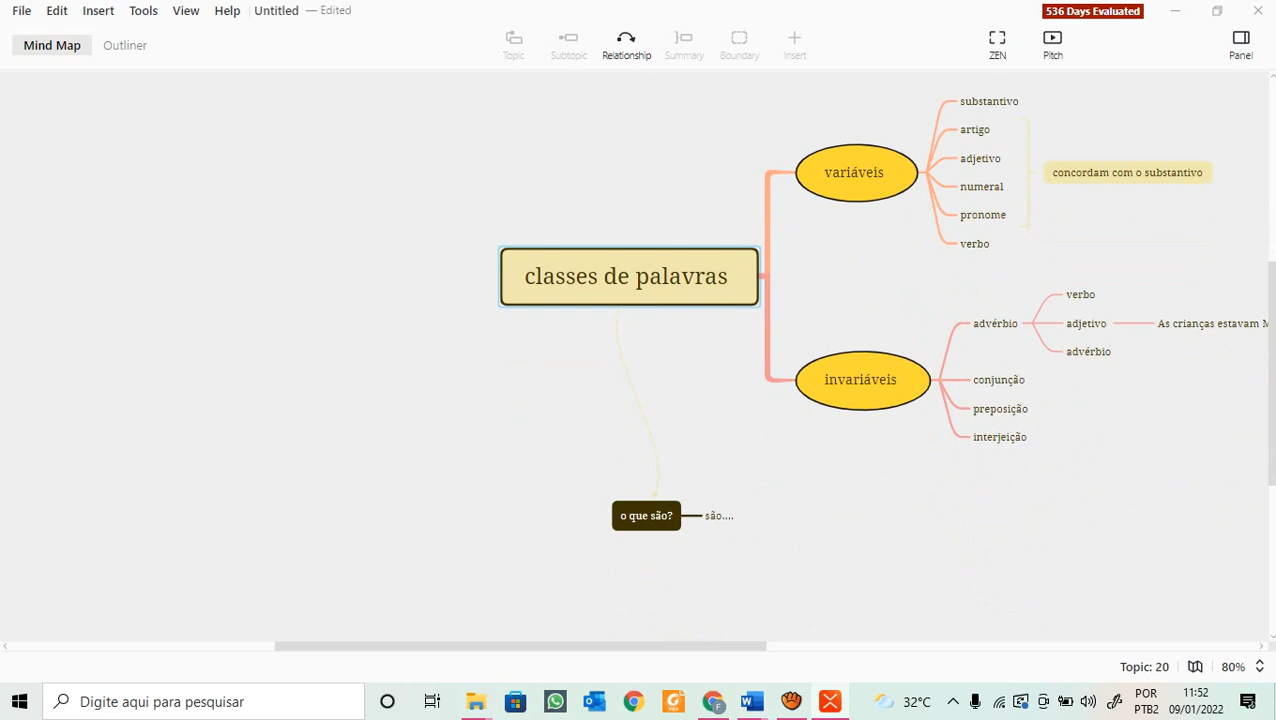 File Edit Insert Tools View Help Untitled — Edited
536 Days Evaluated
Mind Map Outliner
Topic Subtopic Relationship Summary Boundary Insert ZEN Pitch Panel
substantivo
artigo
adjetivo
variáveis
concordam com o substantivo
numeral
pronome
verbo
classes de palavras
verbo
advérbio
adjetivo
As crianças estavam
advérbio
invariáveis
conjunção
preposição
interjeição
o que são?
são....
Topic: 20 80%
Digite aqui para pesquisar
32°C
POR
PTB2
11:52
09/01/2022